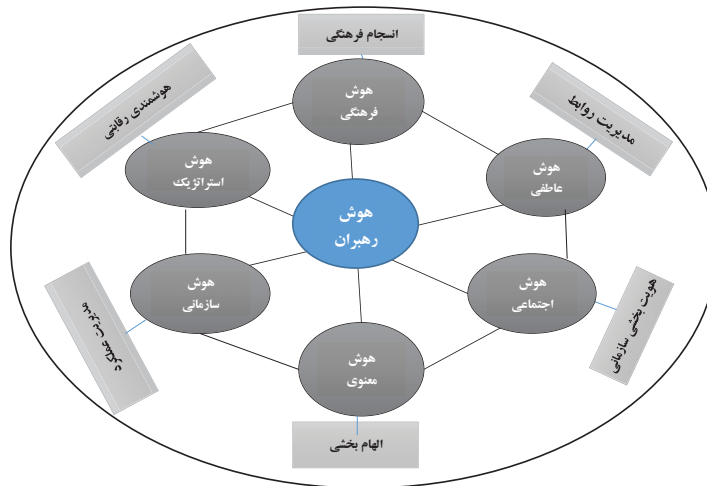 انسجام فرهنگی
هوش
فرهنگی
هوشمندی رقابتی
مدیریت روابط
هوش
استراتژیک
هوش
عاطفی
هوش
رهبران
هوش
سازمانی
هوش
اجتماعی
مدیریت عملکرد
هویت بخشی سازمانی
هوش
معنوی
الهام بخشی